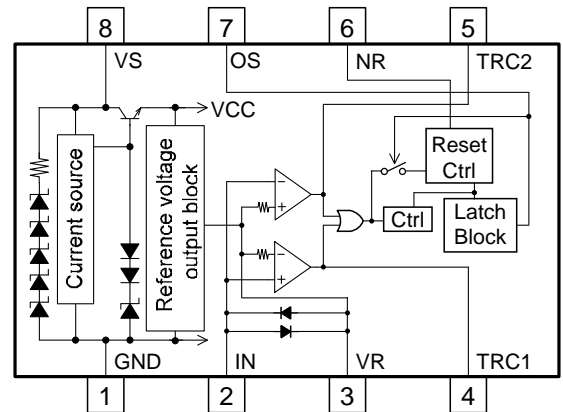 8 7 6 5
VS OS NR TRC2
VCC
Current source
Reference voltage
output block
Reset
Ctrl
Ctrl
Latch
Block
−
+
−
+
GND IN VR TRC1
1 2 3 4